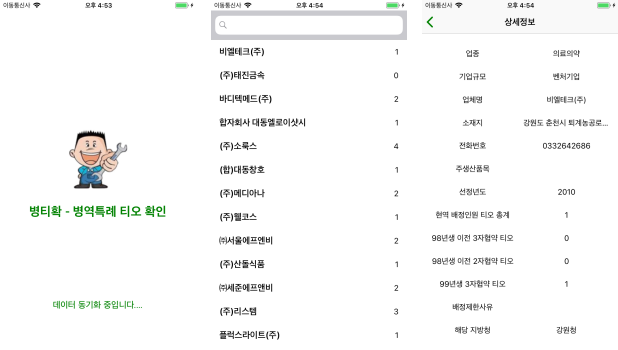 이동통신사 오후 4:53
병티확 - 병역특례 티오 확인
데이터 동기화 중입니다....
이동통신사 오후 4:54
비엘테크(주) 1
(주)태진금속 0
바디텍메드(주) 2
합자회사 대동엘로이샷시 1
(주)소룩스 4
(합)대동창호 1
(주)메디아나 2
(주)웰코스 1
㈜서울에프엔비 2
(주)산돌식품 1
㈜세준에프앤비 2
(주)리스템 3
플럭스라이트(주) 1
이동통신사 오후 4:54
상세정보
업종 의료의약
기업규모 벤처기업
업체명 비엘테크(주)
소재지 강원도 춘천시 퇴계농공로...
전화번호 0332642686
주생산품목
선정년도 2010
현역 배정인원 티오 총계 1
98년생 이전 3자협약 티오 0
98년생 이전 2자협약 티오 0
99년생 3자협약 티오 1
배정제한사유
해당 지방청 강원청